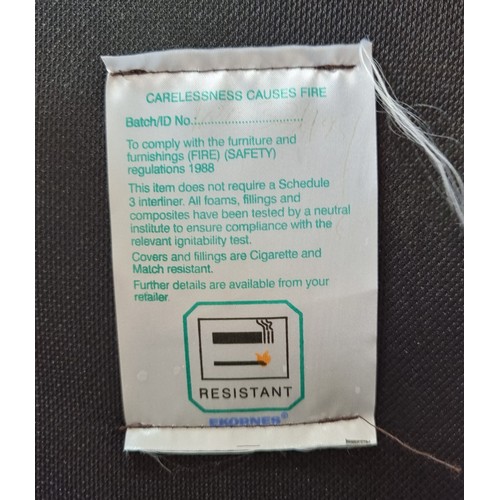 CARELESSNESS CAUSES FIRE
Batch/ID No.:
To comply with the furniture and
furnishings (FIRE) (SAFETY)
regulations 1988
This item does not require a Schedule
3 interliner. All foams, fillings and
composites have been tested by a neutral
institute to ensure compliance with the
relevant ignitability test.
Covers and fillings are Cigarette and
Match resistant.
Further details are available from your
retailer.
RESISTANT
EKORNES®